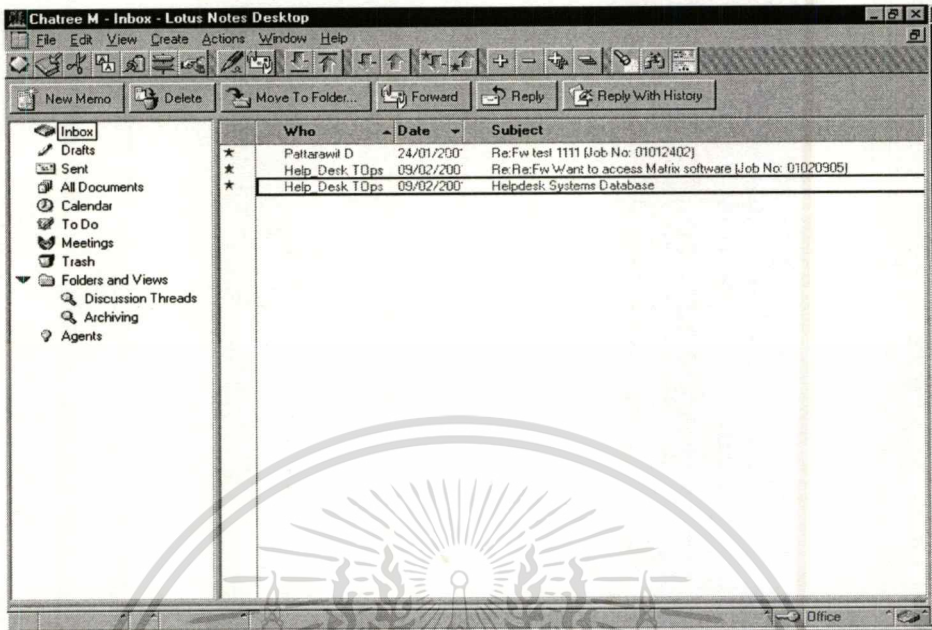 Chatree M - Inbox - Lotus Notes Desktop
File Edit View Create Actions Window Help
New Memo Delete Move To Folder... Forward Reply Reply With History
Inbox
Drafts
Sent
All Documents
Calendar
To Do
Meetings
Trash
Folders and Views
Discussion Threads
Archiving
Agents
Who Date Subject
Pattarawit D 24/01/200 Re:Fw test 1111 (Job No: 01012402)
Help_Desk TOps 09/02/200 Re:Re:Fw Want to access Matrix software (Job No: 01020905)
Help_Desk TOps 09/02/200 Helpdesk Systems Database
Office